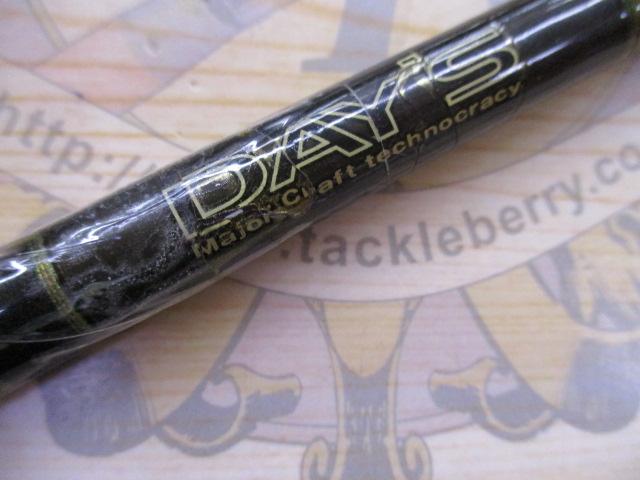 DAY'S
Major Craft technocracy
http://
.tackleberry.co